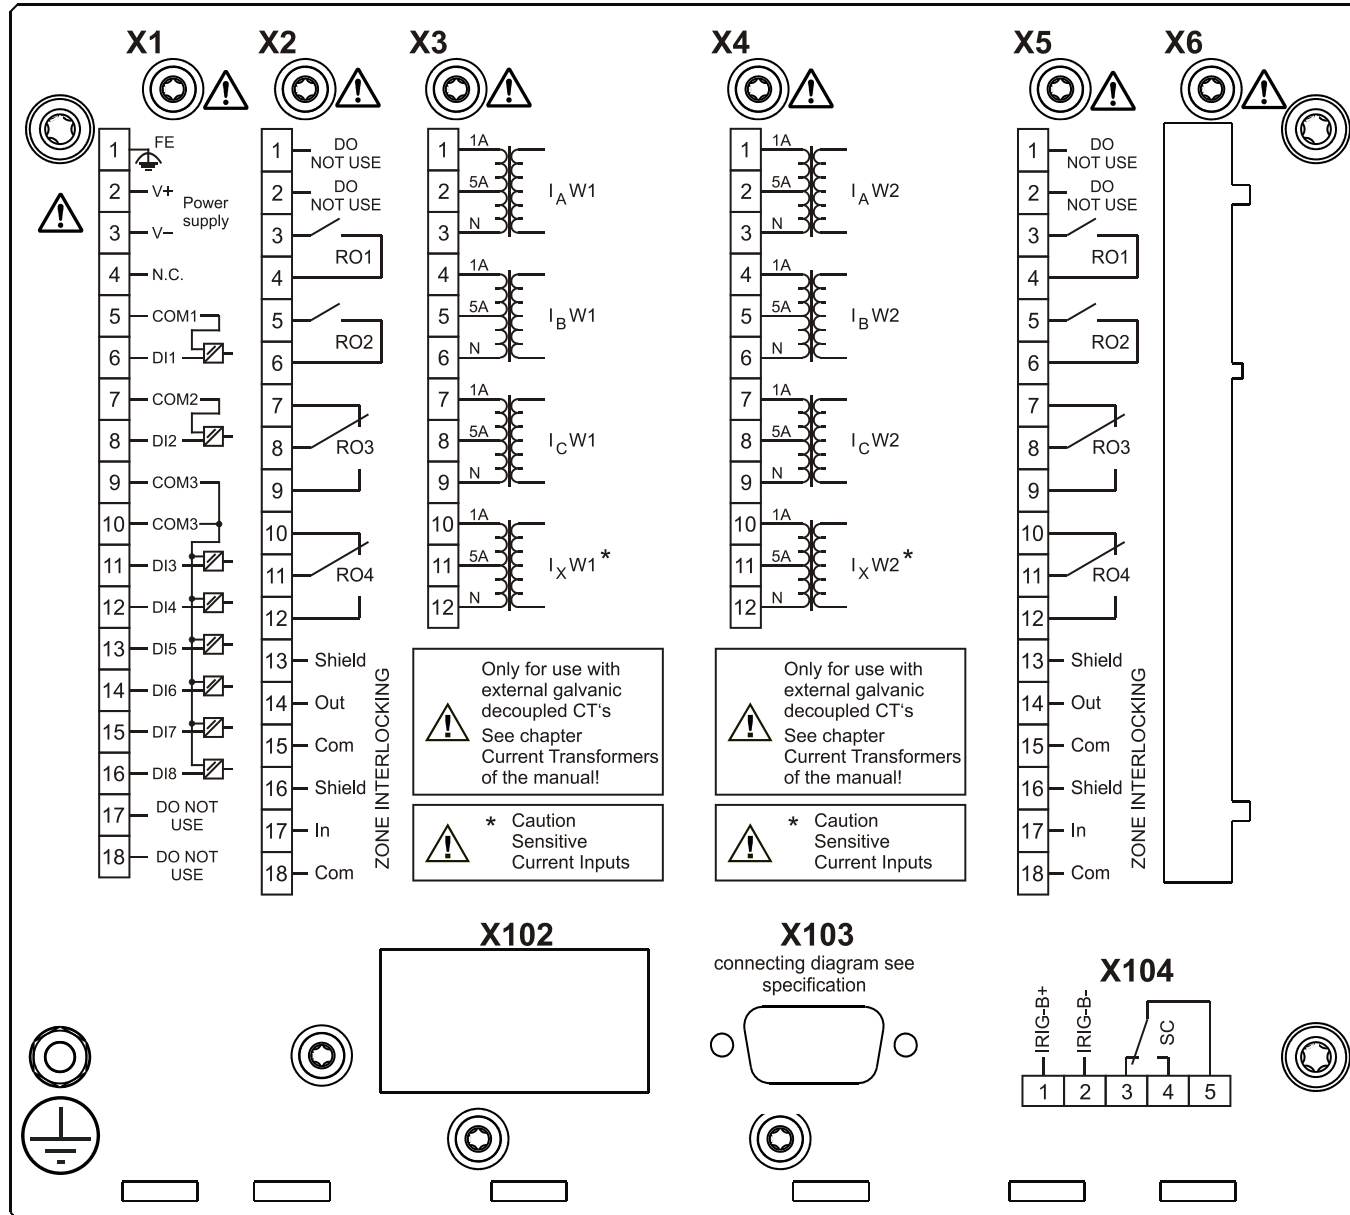 X1
X2
X3
X4
X5
X6
1
FE
2
V+
Power
supply
3
V–
4
N.C.
5
COM1
6
DI1
7
COM2
8
DI2
9
COM3
10
COM3
11
DI3
12
DI4
13
DI5
14
DI6
15
DI7
16
DI8
17
DO NOT
USE
18
DO NOT
USE
1
DO
NOT USE
2
DO
NOT USE
3
RO1
4
5
RO2
6
7
8
RO3
9
10
11
RO4
12
13
Shield
14
Out
15
Com
16
Shield
17
In
18
Com
ZONE INTERLOCKING
1
1A
2
5A
IAW1
3
N
4
1A
5
5A
IBW1
6
N
7
1A
8
5A
ICW1
9
N
10
1A
11
5A
IXW1*
12
N
Only for use with
external galvanic
decoupled CT‘s
See chapter
Current Transformers
of the manual!
* Caution
Sensitive
Current Inputs
1
1A
2
5A
IAW2
3
N
4
1A
5
5A
IBW2
6
N
7
1A
8
5A
ICW2
9
N
10
1A
11
5A
IXW2*
12
N
Only for use with
external galvanic
decoupled CT‘s
See chapter
Current Transformers
of the manual!
* Caution
Sensitive
Current Inputs
1
DO
NOT USE
2
DO
NOT USE
3
RO1
4
5
RO2
6
7
8
RO3
9
10
11
RO4
12
13
Shield
14
Out
15
Com
16
Shield
17
In
18
Com
ZONE INTERLOCKING
X102
X103
connecting diagram see
specification
X104
IRIG-B+
IRIG-B-
SC
1 2 3 4 5